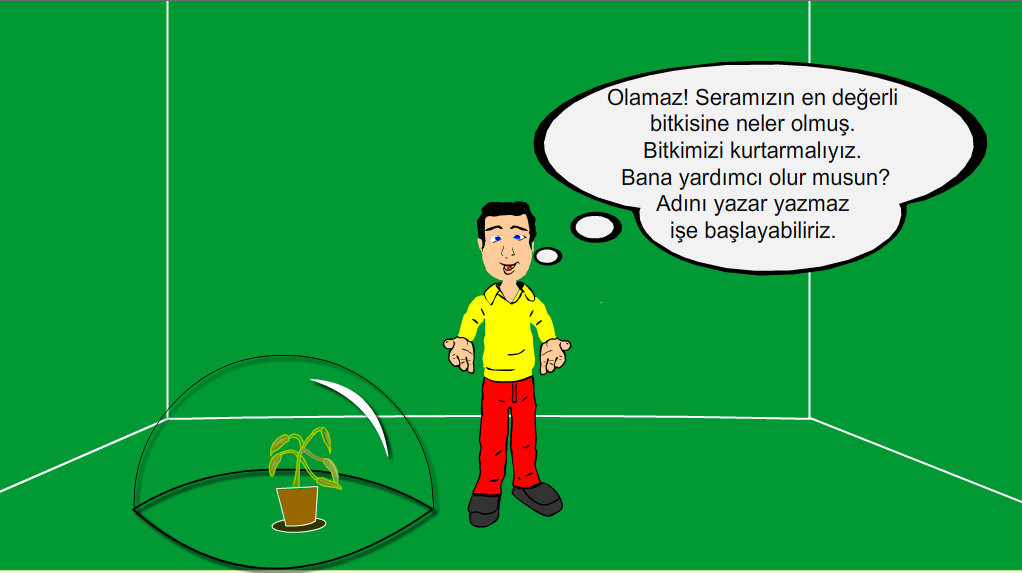 Olamaz! Seramızın en değerli
bitkisine neler olmuş.
Bitkimizi kurtarmalıyız.
Bana yardımcı olur musun?
Adını yazar yazmaz
işe başlayabiliriz.